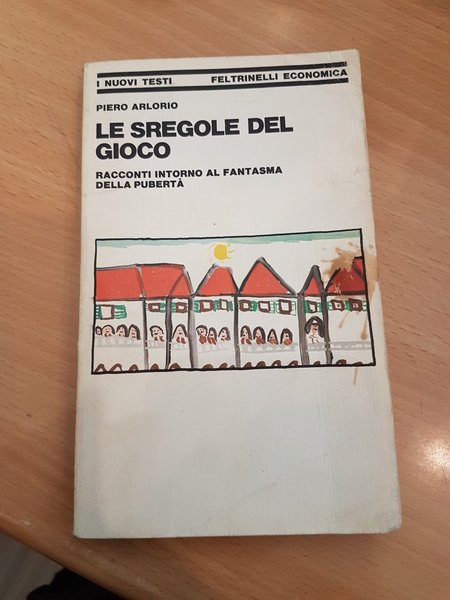 I NUOVI TESTI FELTRINELLI ECONOMICA
PIERO ARLORIO
LE SREGOLE DEL
GIOCO
RACCONTI INTORNO AL FANTASMA
DELLA PUBERTÀ